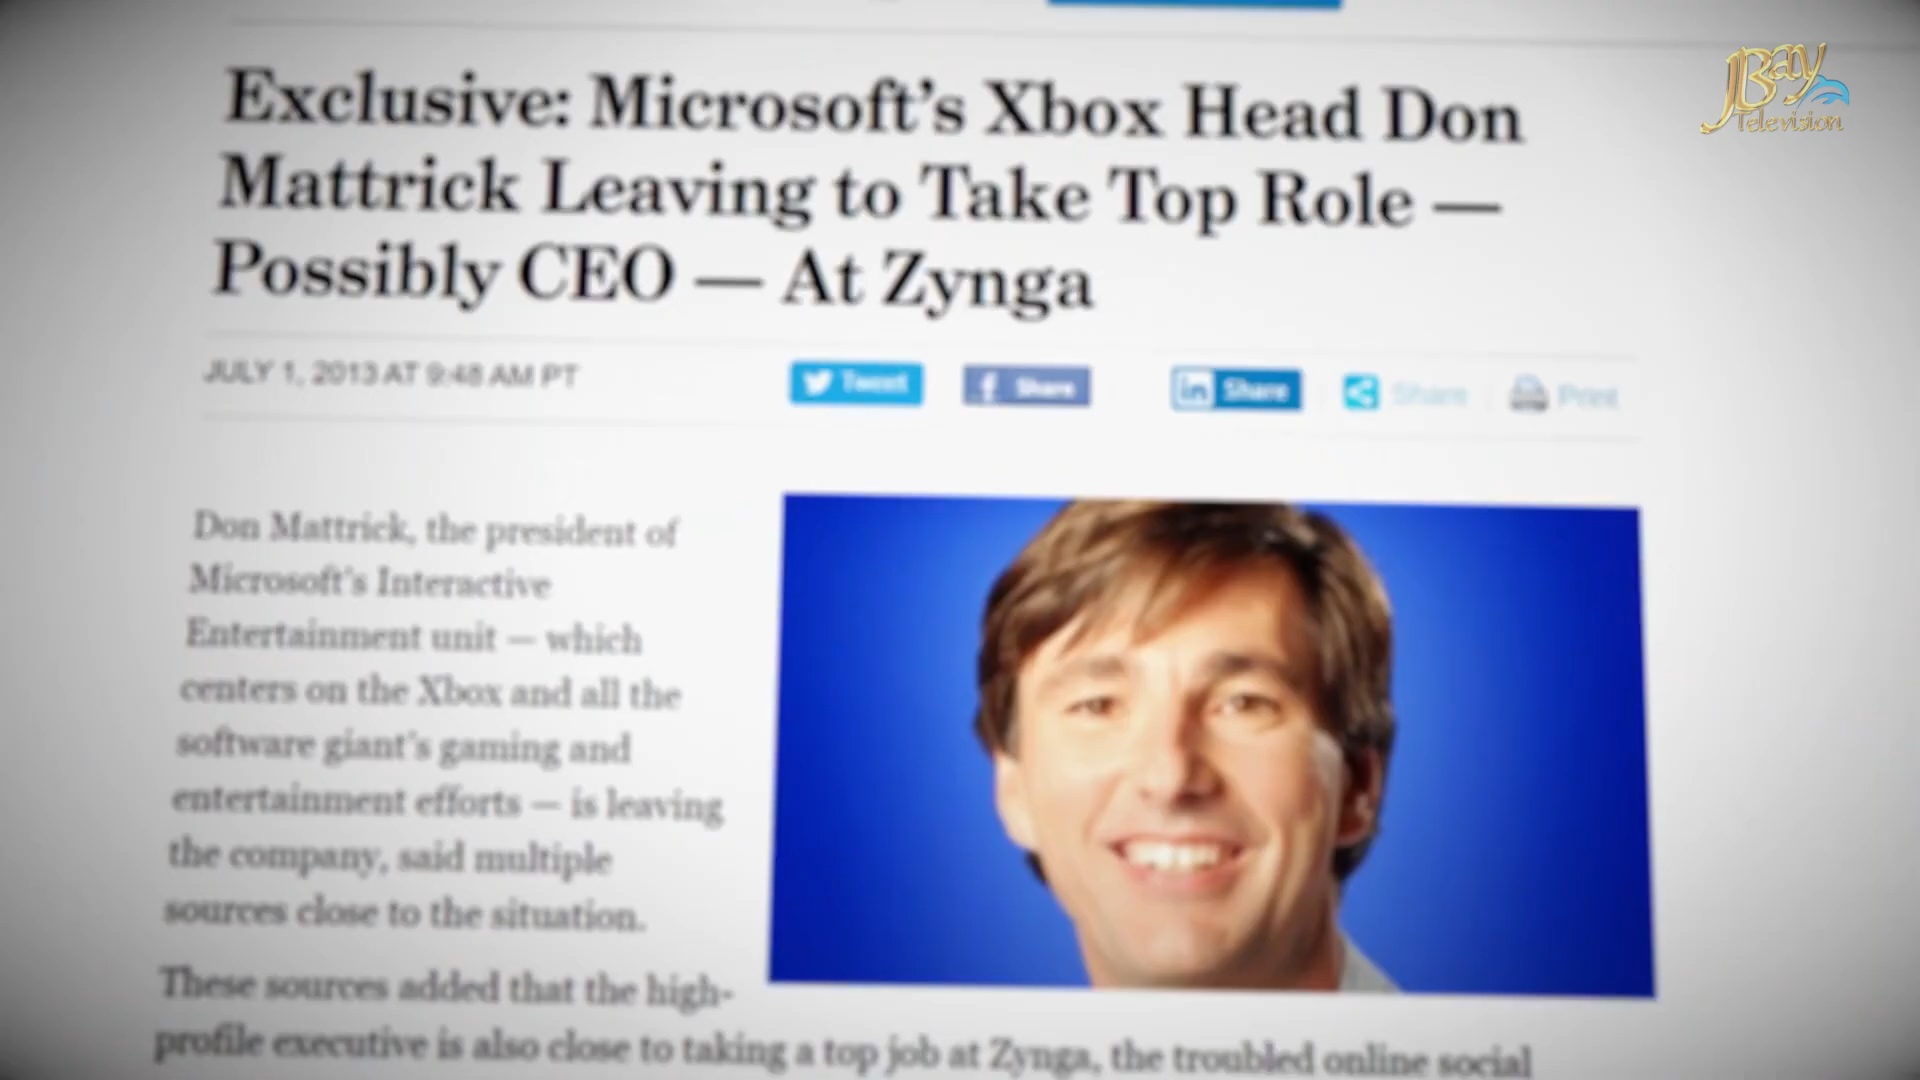 JBay
Television
Exclusive: Microsoft's Xbox Head Don
Mattrick Leaving to Take Top Role —
Possibly CEO — At Zynga
JULY 1, 2013 AT 9:48 AM PT
Tweet
Share
Share
Share
Print
Don Mattrick, the president of
Microsoft's Interactive
Entertainment unit — which
centers on the Xbox and all the
software giant's gaming and
entertainment efforts — is leaving
the company, said multiple
sources close to the situation.
These sources added that the high-
profile executive is also close to taking a top job at Zynga, the troubled online social